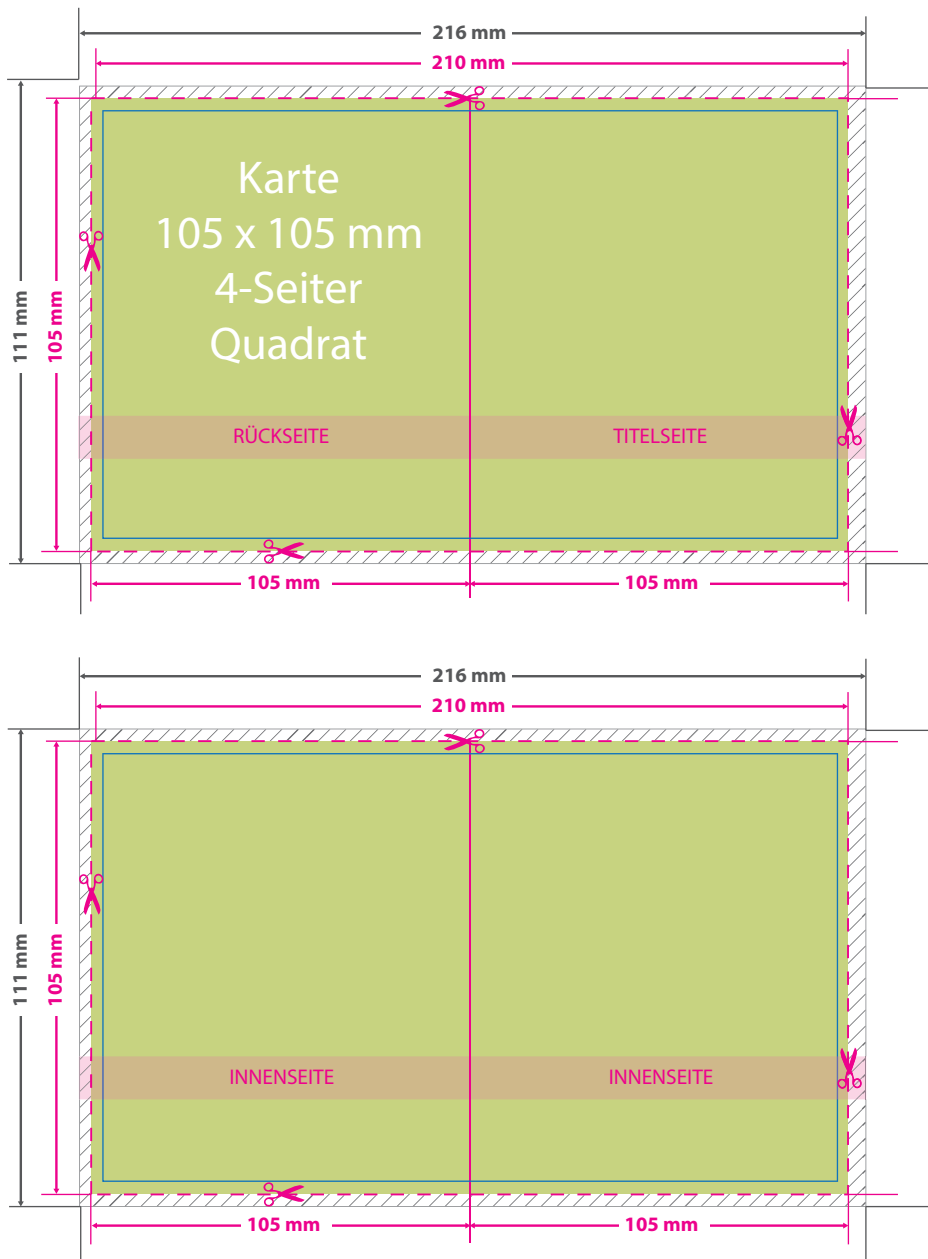 216 mm
210 mm
111 mm
105 mm
Karte
105 x 105 mm
4-Seiter
Quadrat
RÜCKSEITE
TITELSEITE
105 mm
105 mm
216 mm
210 mm
111 mm
105 mm
INNENSEITE
INNENSEITE
105 mm
105 mm